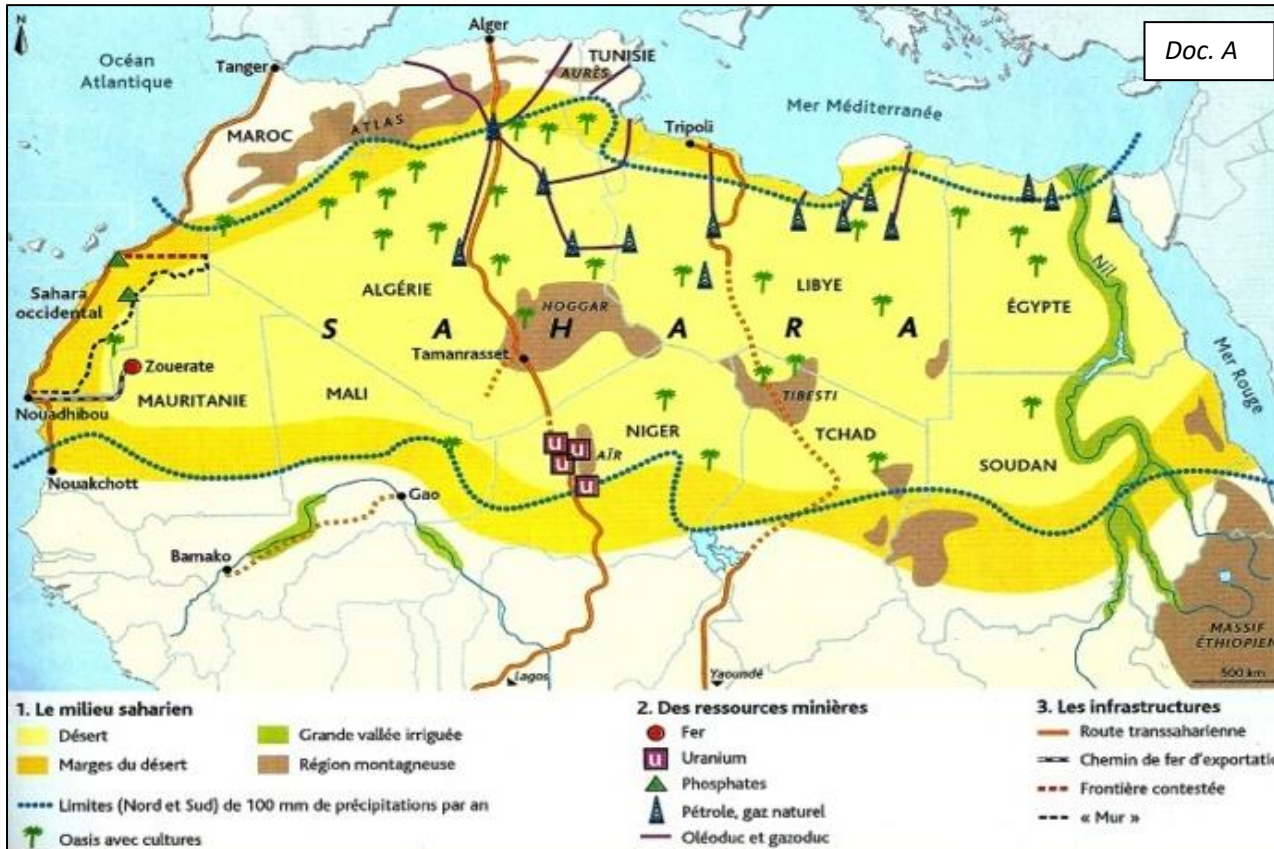 N
Doc. A
Océan
Atlantique
Alger
Tanger
TUNISIE
AURÈS
Mer Méditerranée
MAROC
ATLAS
Tripoli
Sahara
occidental
ALGÉRIE
LIBYE
ÉGYPTE
Nil
HOGGAR
S A H A R A
Zouerate
Tamanrasset
Mer Rouge
Nouadhibou
MAURITANIE
MALI
TIBESTI
NIGER
TCHAD
SOUDAN
u
u
u
u
AÏR
Nouakchott
Gao
Bamako
MASSIF
ÉTHIOPIEN
Lagos
Yaoundé
500 km
1. Le milieu saharien
Désert
Marges du désert
Grande vallée irriguée
Région montagneuse
Limites (Nord et Sud) de 100 mm de précipitations par an
Oasis avec cultures
2. Des ressources minières
Fer
u Uranium
Phosphates
Pétrole, gaz naturel
Oléoduc et gazoduc
3. Les infrastructures
Route transsaharienne
Chemin de fer d'exportatio
Frontière contestée
« Mur »